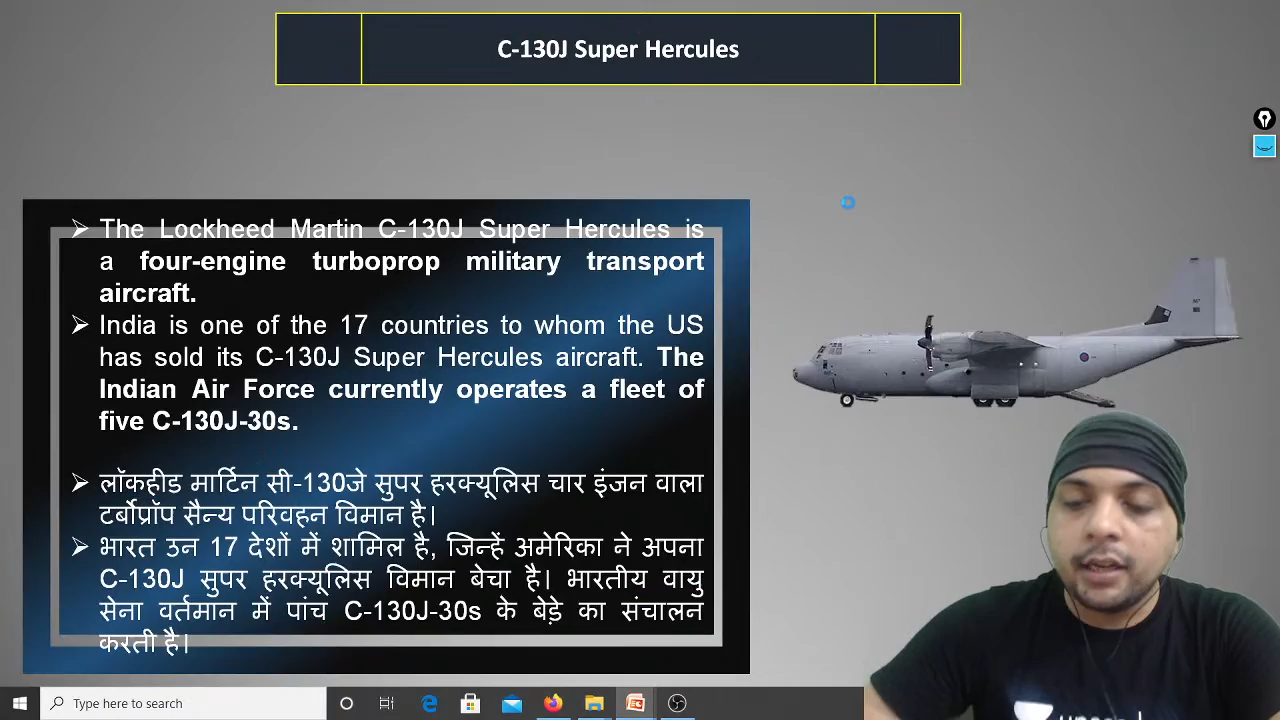 C-130J Super Hercules
➢ The Lockheed Martin C-130J Super Hercules is
a four-engine turboprop military transport
aircraft.
➢ India is one of the 17 countries to whom the US
has sold its C-130J Super Hercules aircraft. The
Indian Air Force currently operates a fleet of
five C-130J-30s.
➢ लॉकहीड मार्टिन सी-130जे सुपर हरक्यूलिस चार इंजन वाला
टर्बोप्रॉप सैन्य परिवहन विमान है।
➢ भारत उन 17 देशों में शामिल है, जिन्हें अमेरिका ने अपना
C-130J सुपर हरक्यूलिस विमान बेचा है। भारतीय वायु
सेना वर्तमान में पांच C-130J-30s के बेड़े का संचालन
करती है।
Type here to search